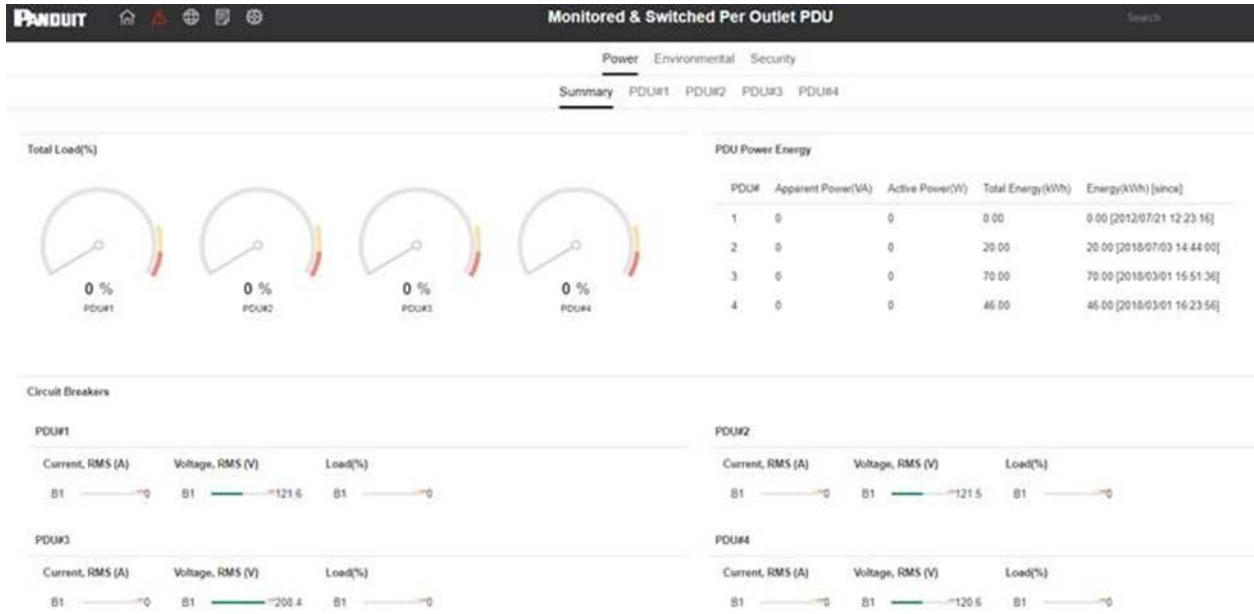 PANDUIT Monitored & Switched Per Outlet PDU Search
Power Environmental Security
Summary PDU#1 PDU#2 PDU#3 PDU#4
Total Load(%)
0 % 0 % 0 % 0 %
PDU#1 PDU#2 PDU#3 PDU#4
PDU Power Energy
PDU# Apparent Power(VA) Active Power(W) Total Energy(kWh) Energy(kWh) [since]
1 0 0 0.00 0.00 [2012/07/21 12:23:16]
2 0 0 20.00 20.00 [2018/07/03 14:44:00]
3 0 0 70.00 70.00 [2018/03/01 15:51:36]
4 0 0 46.00 46.00 [2018/03/01 16:23:56]
Circuit Breakers
PDU#1
Current, RMS (A) Voltage, RMS (V) Load(%)
B1 0 B1 121.6 B1 0
PDU#2
Current, RMS (A) Voltage, RMS (V) Load(%)
B1 0 B1 121.5 B1 0
PDU#3
Current, RMS (A) Voltage, RMS (V) Load(%)
B1 0 B1 208.4 B1 0
PDU#4
Current, RMS (A) Voltage, RMS (V) Load(%)
B1 0 B1 120.6 B1 0